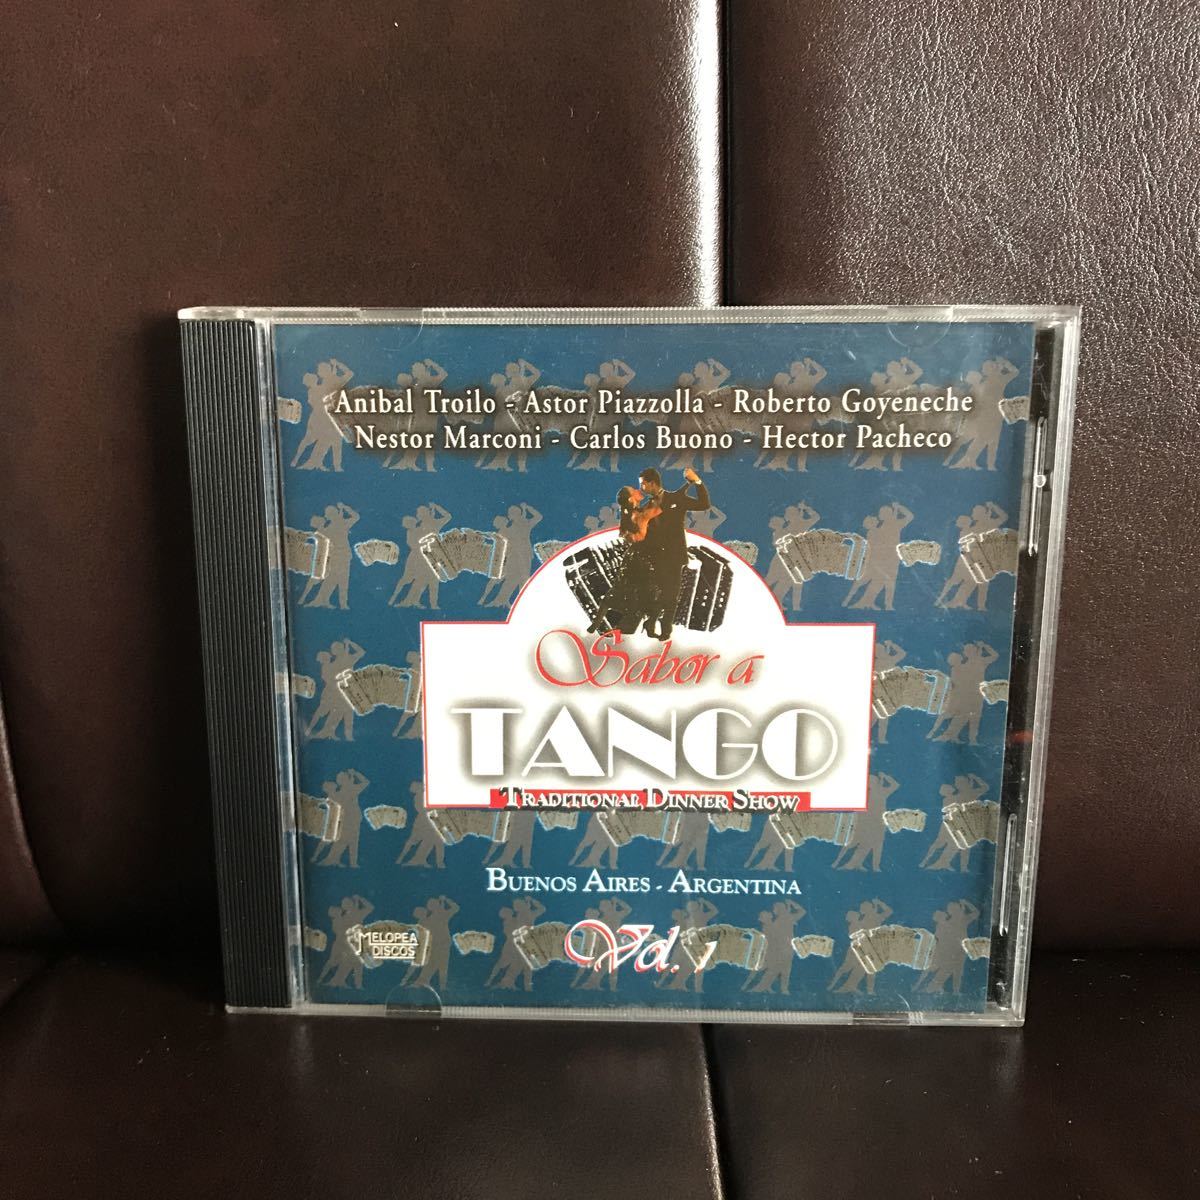 Anibal Troilo - Astor Piazzolla - Roberto Goyeneche
Nestor Marconi - Carlos Buono - Hector Pacheco
Sabor a
TANGO
TRADITIONAL DINNER SHOW
BUENOS AIRES - ARGENTINA
Vol. 1
MELOPEA
DISCOS